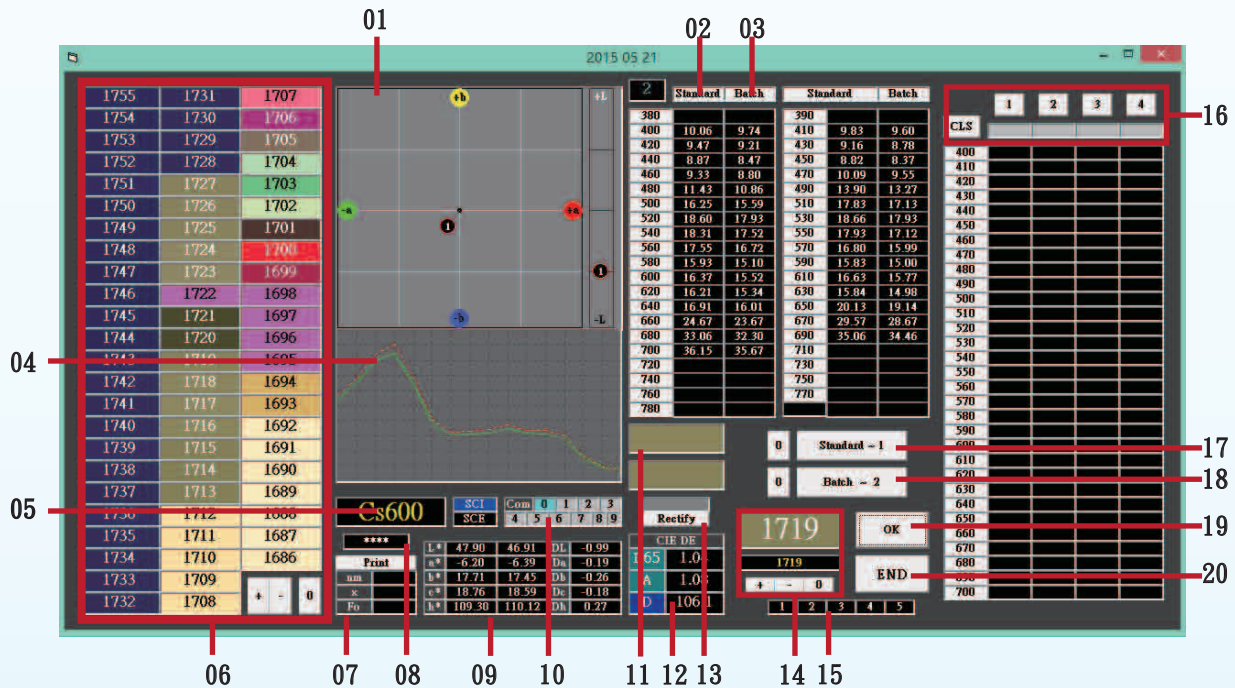 01 02 03
2015 05 21
1755 1731 1707
1754 1730 1706
1753 1729 1705
1752 1728 1704
1751 1727 1703
1750 1726 1702
1749 1725 1701
1748 1724 1700
1747 1723 1699
1746 1722 1698
1745 1721 1697
1744 1720 1696
1743 1719 1695
1742 1718 1694
1741 1717 1693
1740 1716 1692
1739 1715 1691
1738 1714 1690
1737 1713 1689
1736 1712 1688
1735 1711 1687
1734 1710 1686
1733 1709
1732 1708
+ - 0
+b
-a +a
1
-b
+L
1
-L
2 Standard Batch Standard Batch
380 390
400 10.06 9.74 410 9.83 9.60
420 9.47 9.21 430 9.16 8.78
440 8.87 8.47 450 8.82 8.37
460 9.33 8.80 470 10.09 9.55
480 11.43 10.86 490 13.90 13.27
500 16.25 15.59 510 17.83 17.13
520 18.60 17.93 530 18.66 17.93
540 18.31 17.52 550 17.93 17.12
560 17.55 16.72 570 16.80 15.99
580 15.93 15.10 590 15.83 15.00
600 16.37 15.52 610 16.63 15.77
620 16.21 15.34 630 15.84 14.98
640 16.91 16.01 650 20.13 19.14
660 24.67 23.67 670 29.57 28.67
680 33.06 32.30 690 35.06 34.46
700 36.15 35.67 710
720 730
740 750
760 770
780
1 2 3 4
CLS
16
400
410
420
430
440
450
460
470
480
490
500
510
520
530
540
550
560
570
580
590
610
620
630
640
650
660
670
680
700
04
0 Standard - 1
17
0 Batch - 2
18
05
Cs600
SCI
SCE
Com 0 1 2 3
4 5 6 7 8 9
Rectify
1719
1719
+ - 0
OK
19
END
20
1 2 3 4 5
****
Print
nm
x
Fo
L* 47.90 46.91 DL -0.99
a* -6.20 -6.39 Da -0.19
b* 17.71 17.45 Db -0.26
c* 18.76 18.59 Dc -0.18
h* 109.30 110.12 Dh 0.27
CIE DE
A
06 07 08 09 10 11 12 13 14 15